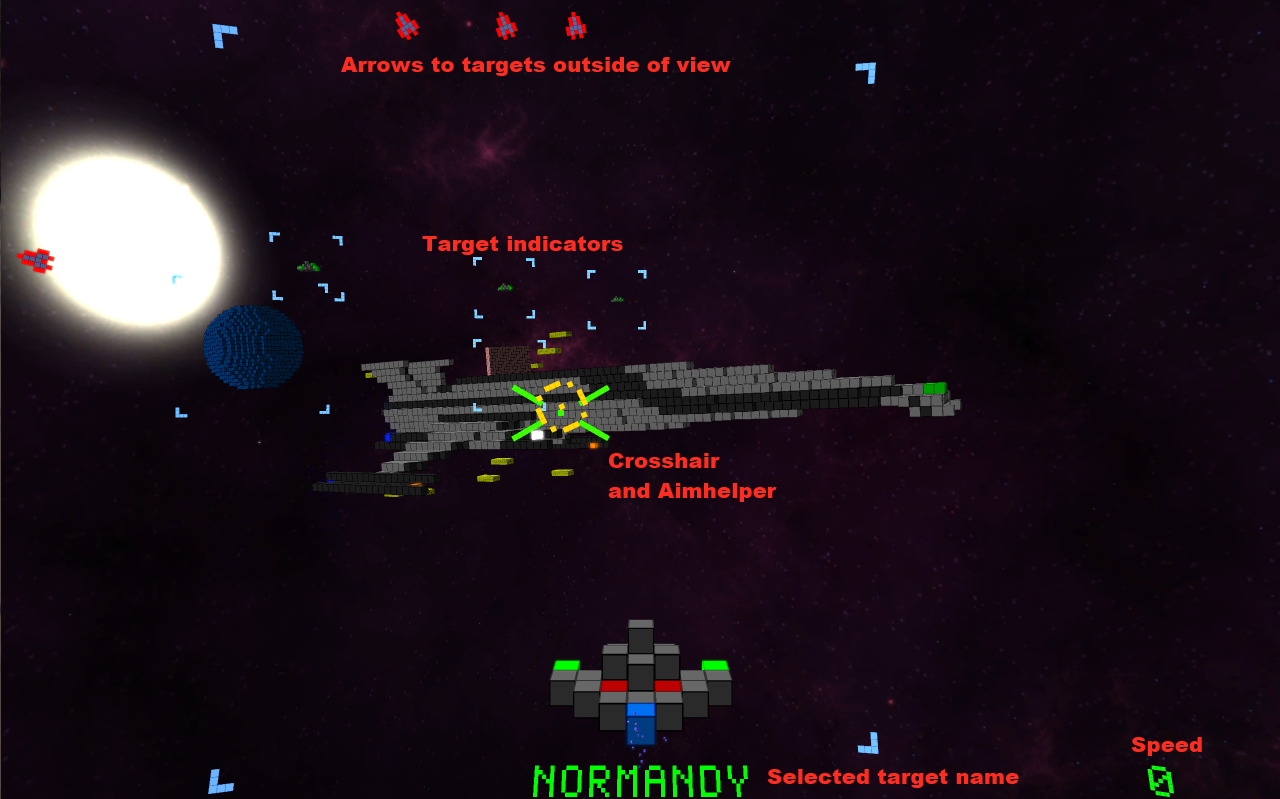 Arrows to targets outside of view
Target indicators
Crosshair
and Aimhelper
Speed
NORMANDY
Selected target name
0